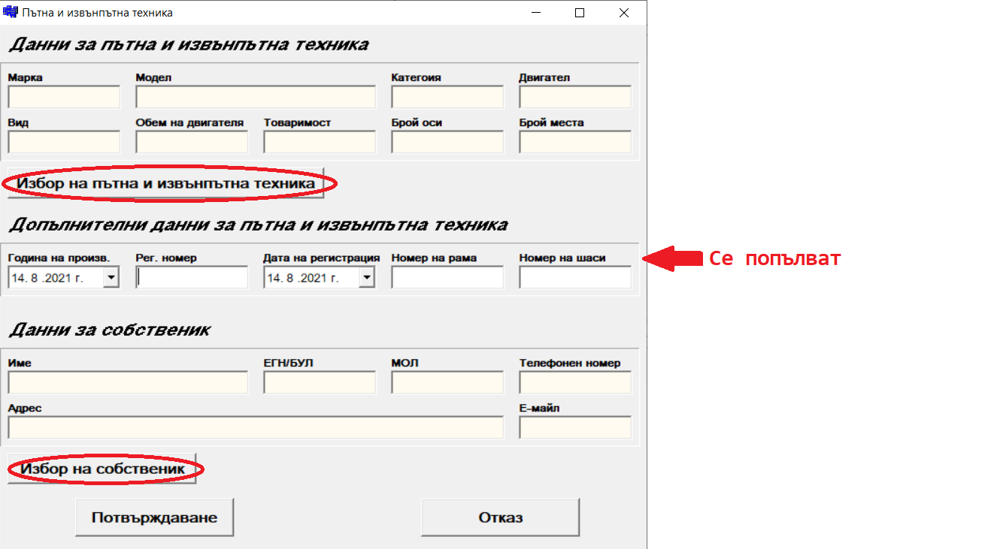 Пътна и извънпътна техника
Данни за пътна и извънпътна техника
Марка Модел Категоия Двигател
Вид Обем на двигателя Товаримост Брой оси Брой места
Избор на пътна и извънпътна техника
Допълнителни данни за пътна и извънпътна техника
Година на произв. Рег. номер Дата на регистрация Номер на рама Номер на шаси
14. 8 .2021 г. 14. 8 .2021 г.
Се попълват
Данни за собственик
Име ЕГН/БУЛ МОЛ Телефонен номер
Адрес Е-майл
Избор на собственик
Потвърждаване Отказ